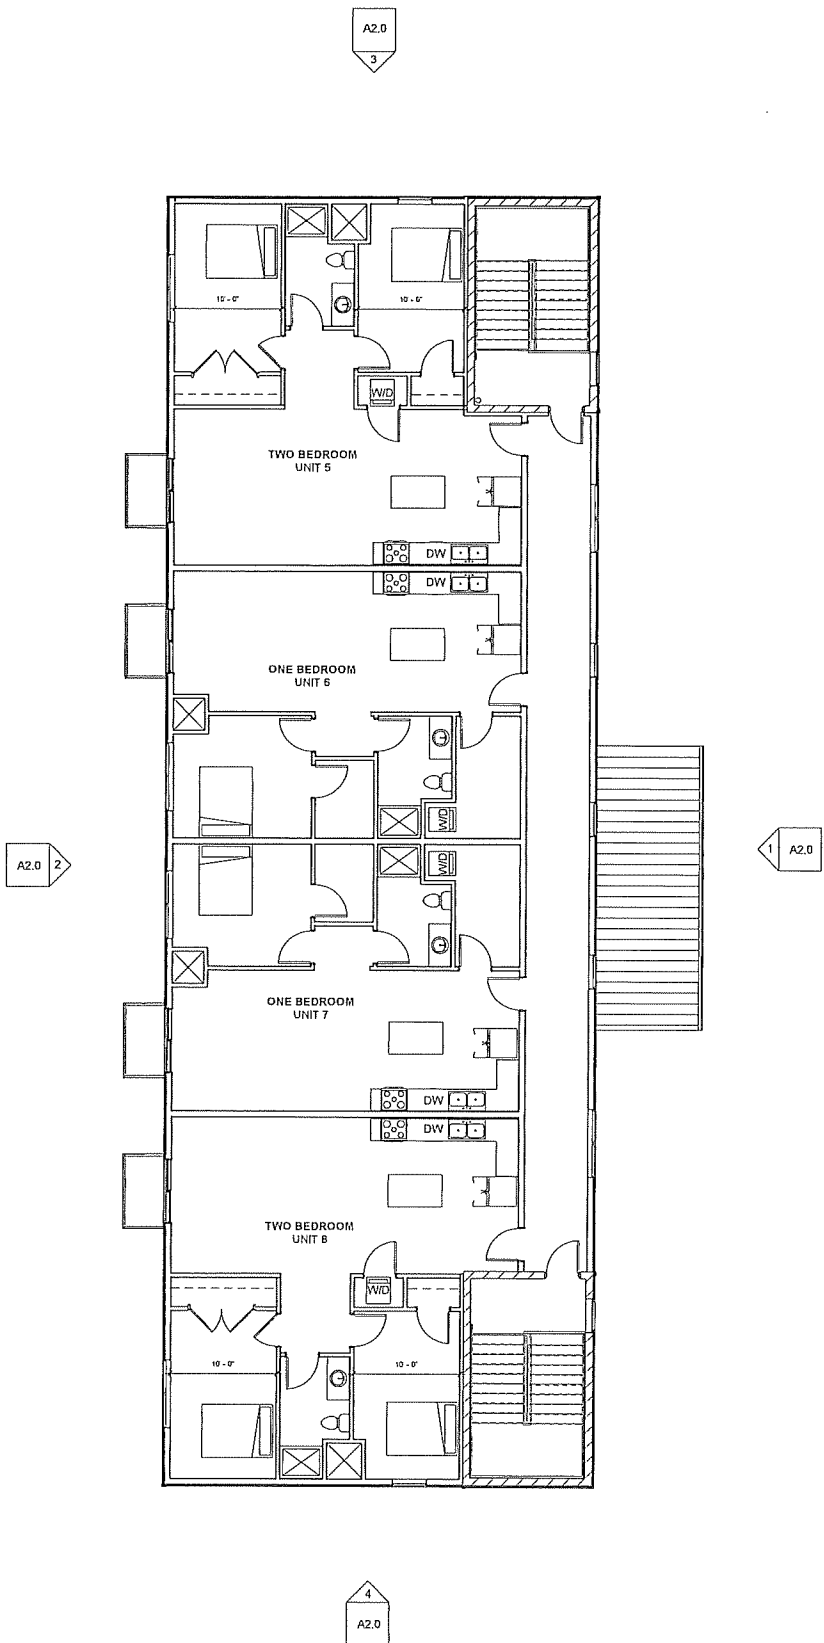 A2.0
3
10' - 0"
10' - 0"
W/D
TWO BEDROOM
UNIT 5
DW
DW
ONE BEDROOM
UNIT 6
W/D
A2.0 2
1 A2.0
W/D
ONE BEDROOM
UNIT 7
DW
DW
TWO BEDROOM
UNIT 8
W/D
10' - 0"
10' - 0"
4
A2.0